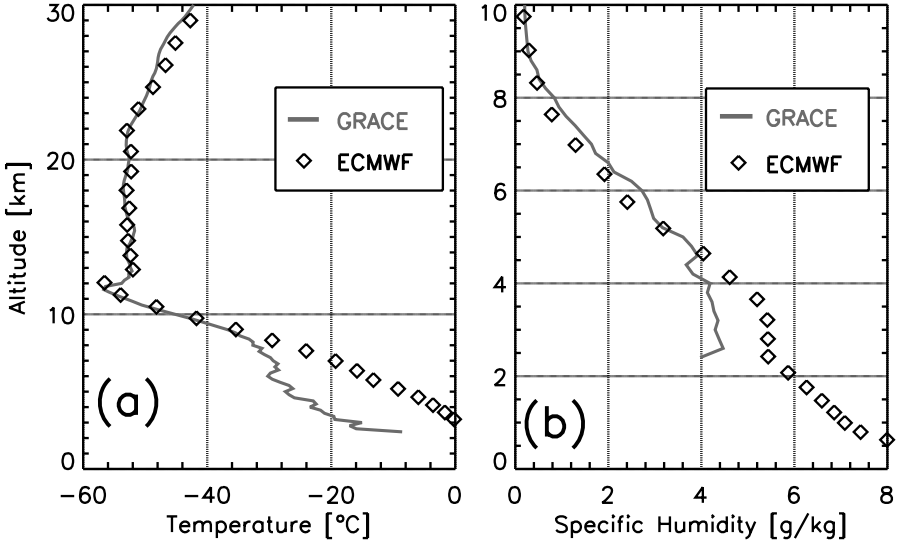 30
20
10
0
Altitude [km]
GRACE
ECMWF
(a)
−60 −40 −20 0
Temperature [°C]
10
8
6
4
2
0
GRACE
ECMWF
(b)
0 2 4 6 8
Specific Humidity [g/kg]